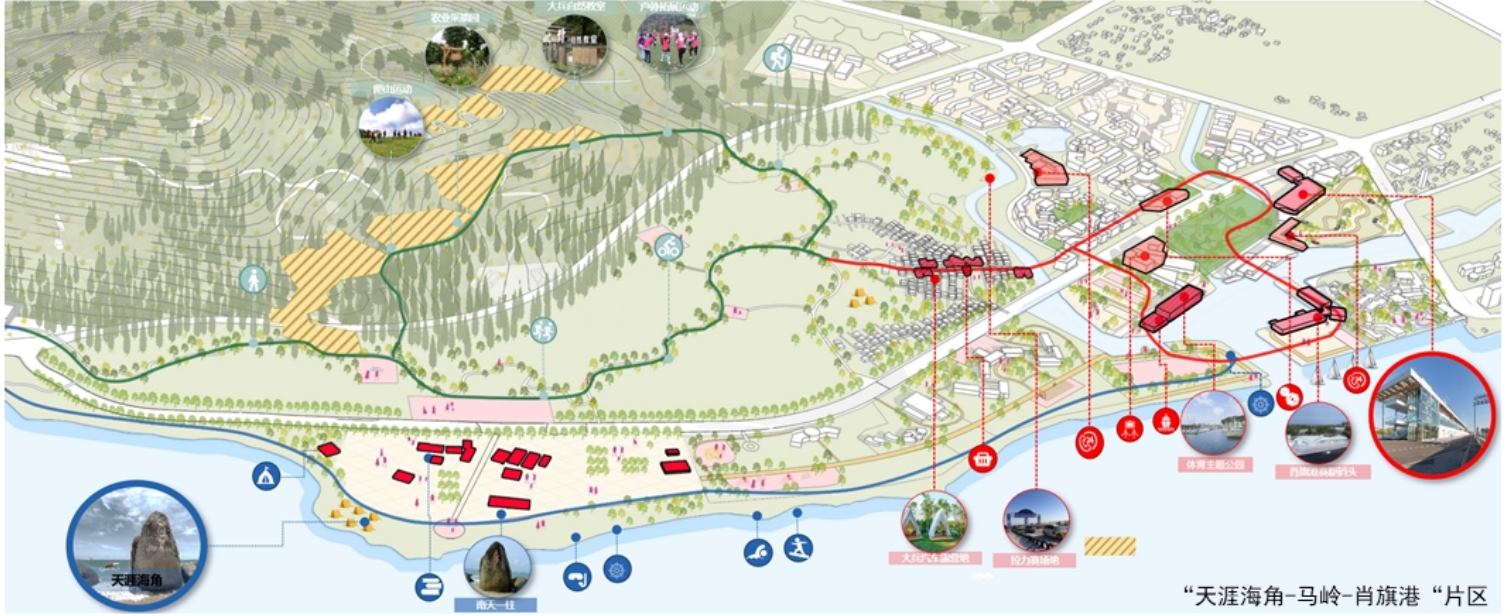 农业采摘园
大兵自然教室
户外拓展运动
爬山运动
天涯海角
南天一柱
大兵汽车露营地
拉力赛场地
体育主题公园
肖旗港赛艇码头
“天涯海角-马岭-肖旗港“片区